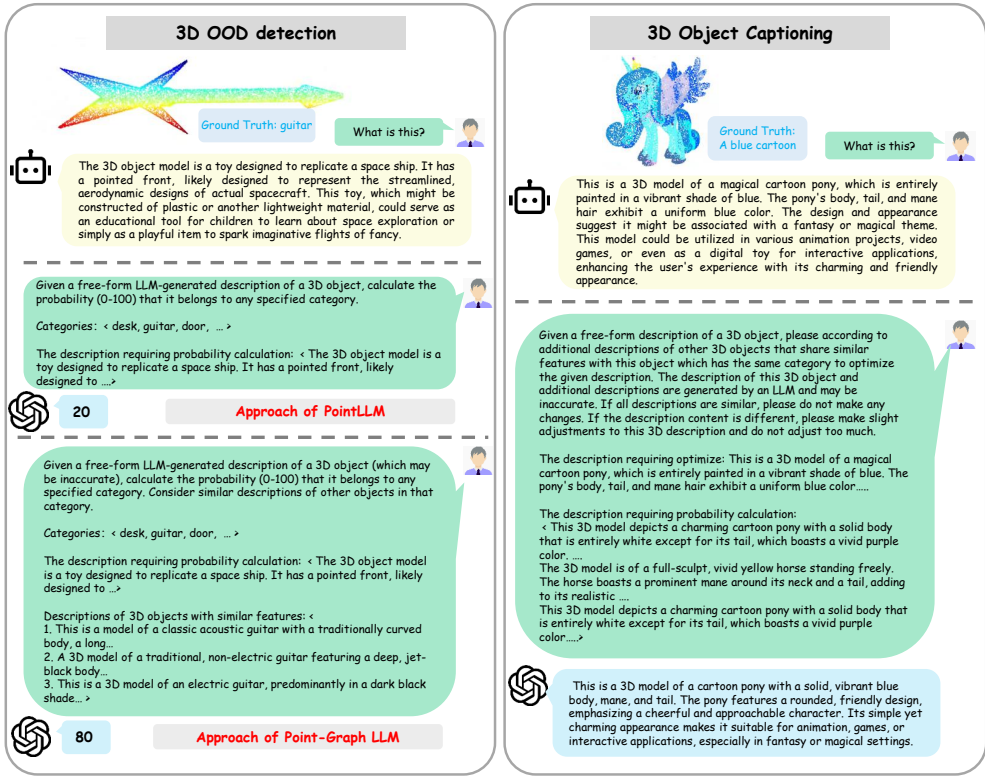 3D OOD detection
Ground Truth: guitar
What is this?
The 3D object model is a toy designed to replicate a space ship. It has
a pointed front, likely designed to represent the streamlined,
aerodynamic designs of actual spacecraft. This toy, which might be
constructed of plastic or another lightweight material, could serve as
an educational tool for children to learn about space exploration or
simply as a playful item to spark imaginative flights of fancy.
Given a free-form LLM-generated description of a 3D object, calculate the
probability (0-100) that it belongs to any specified category.
Categories: < desk, guitar, door, ... >
The description requiring probability calculation: < The 3D object model is a
toy designed to replicate a space ship. It has a pointed front, likely
designed to ....>
20
Approach of PointLLM
Given a free-form LLM-generated description of a 3D object (which may
be inaccurate), calculate the probability (0-100) that it belongs to any
specified category. Consider similar descriptions of other objects in that
category.
Categories: < desk, guitar, door, ... >
The description requiring probability calculation: < The 3D object model
is a toy designed to replicate a space ship. It has a pointed front, likely
designed to ...>
Descriptions of 3D objects with similar features: <
1. This is a model of a classic acoustic guitar with a traditionally curved
body, a long...
2. A 3D model of a traditional, non-electric guitar featuring a deep, jet-
black body...
3. This is a 3D model of an electric guitar, predominantly in a dark black
shade... >
80
Approach of Point-Graph LLM
3D Object Captioning
Ground Truth:
A blue cartoon
What is this?
This is a 3D model of a magical cartoon pony, which is entirely
painted in a vibrant shade of blue. The pony's body, tail, and mane
hair exhibit a uniform blue color. The design and appearance
suggest it might be associated with a fantasy or magical theme.
This model could be utilized in various animation projects, video
games, or even as a digital toy for interactive applications,
enhancing the user's experience with its charming and friendly
appearance.
Given a free-form description of a 3D object, please according to
additional descriptions of other 3D objects that share similar
features with this object which has the same category to optimize
the given description. The description of this 3D object and
additional descriptions are generated by an LLM and may be
inaccurate. If all descriptions are similar, please do not make any
changes. If the description content is different, please make slight
adjustments to this 3D description and do not adjust too much.
The description requiring optimize: This is a 3D model of a magical
cartoon pony, which is entirely painted in a vibrant shade of blue. The
pony's body, tail, and mane hair exhibit a uniform blue color.....
The description requiring probability calculation:
< This 3D model depicts a charming cartoon pony with a solid body
that is entirely white except for its tail, which boasts a vivid purple
color. ....
The 3D model is of a full-sculpt, vivid yellow horse standing freely.
The horse boasts a prominent mane around its neck and a tail, adding
to its realistic ....
This 3D model depicts a charming cartoon pony with a solid body that
is entirely white except for its tail, which boasts a vivid purple
color.....>
This is a 3D model of a cartoon pony with a solid, vibrant blue
body, mane, and tail. The pony features a rounded, friendly design,
emphasizing a cheerful and approachable character. Its simple yet
charming appearance makes it suitable for animation, games, or
interactive applications, especially in fantasy or magical settings.